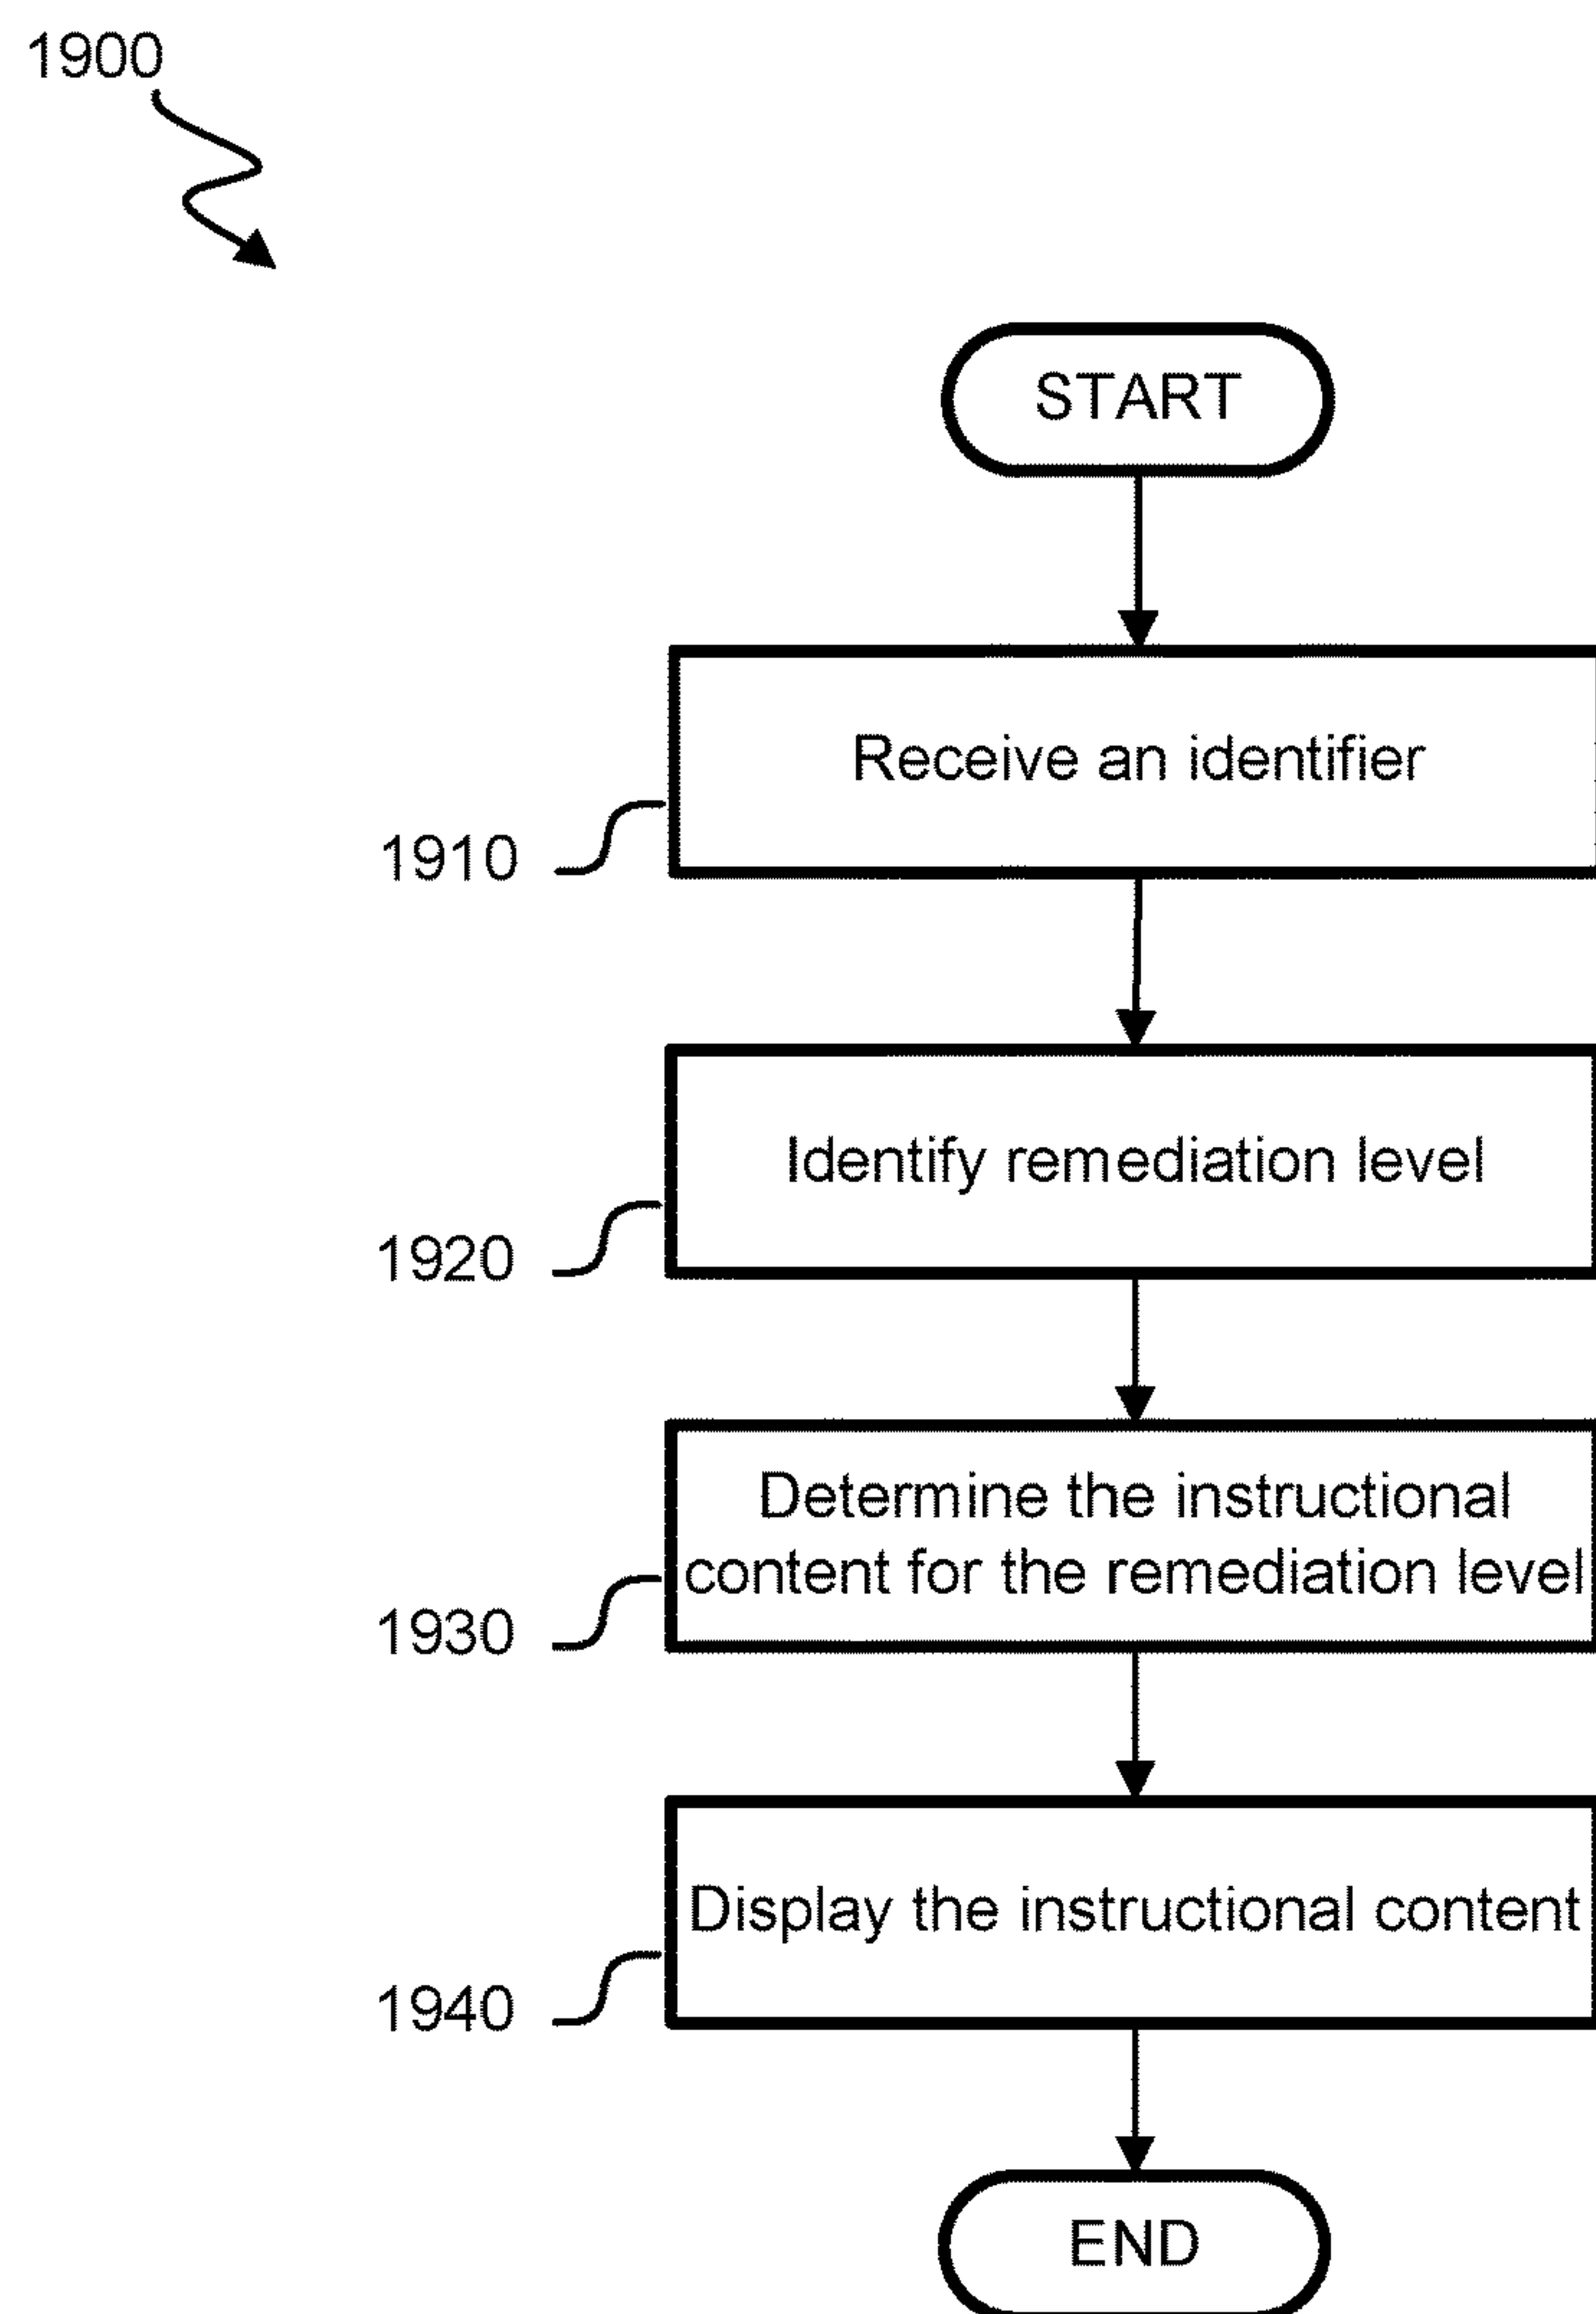 1900
START
Receive an identifier
1910
Identify remediation level
1920
Determine the instructional
content for the remediation level
1930
Display the instructional content
1940
END